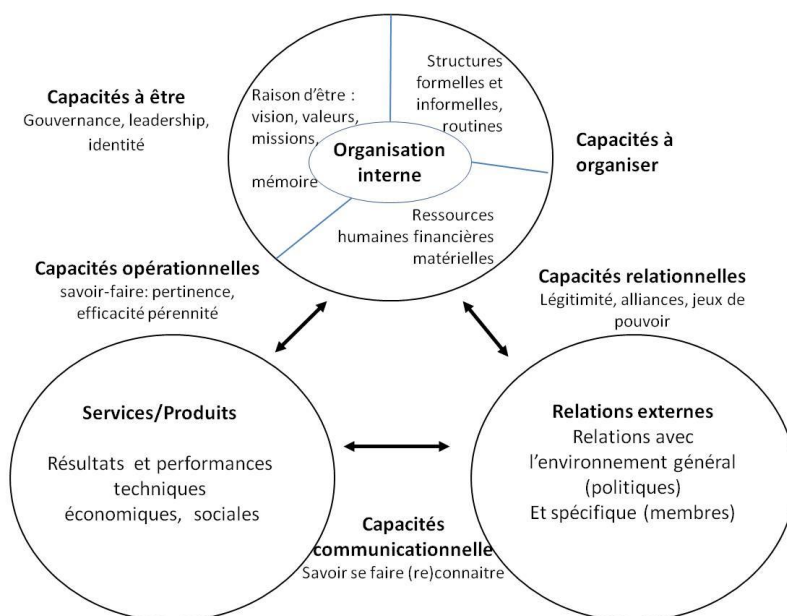 Capacités à être
Gouvernance, leadership,
identité
Raison d’être :
vision, valeurs,
missions,
mémoire
Structures
formelles et
informelles,
routines
Organisation
interne
Ressources
humaines financières
matérielles
Capacités à
organiser
Capacités opérationnelles
savoir-faire: pertinence,
efficacité pérennité
Capacités relationnelles
Légitimité, alliances, jeux de
pouvoir
Services/Produits
Résultats et performances
techniques
économiques, sociales
Relations externes
Relations avec
l’environnement général
(politiques)
Et spécifique (membres)
Capacités
communicationnelle
Savoir se faire (re)connaitre